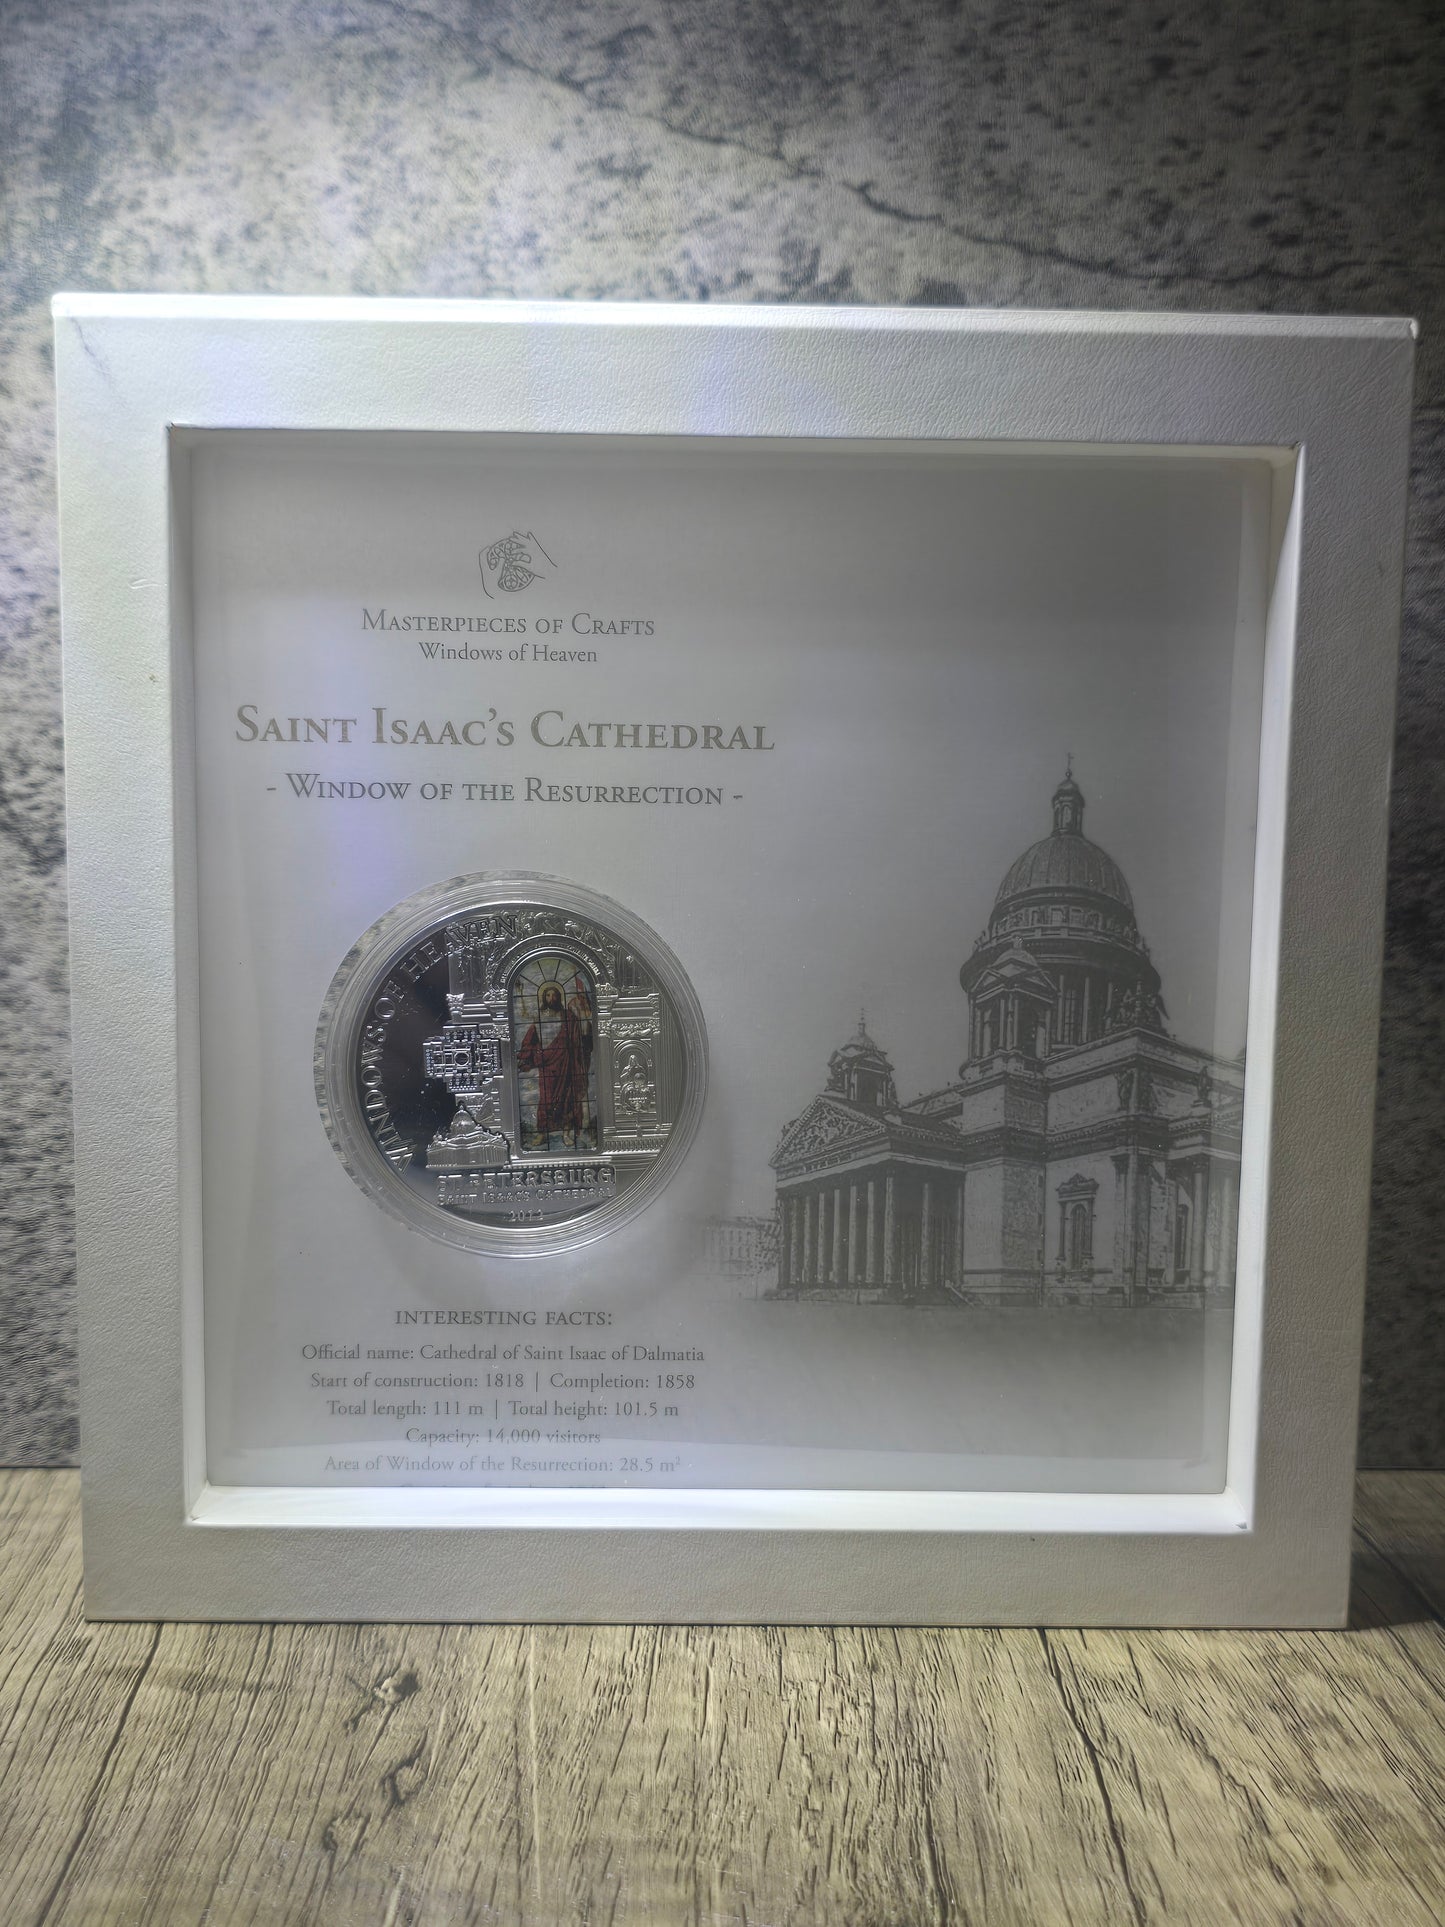 Masterpieces of Crafts
Windows of Heaven
Saint Isaac's Cathedral
- Window of the Resurrection -
WINDOWS OF HEAVEN
ST PETERSBURG
SAINT ISAAC'S CATHEDRAL
2012
INTERESTING FACTS:
Official name: Cathedral of Saint Isaac of Dalmatia
Start of construction: 1818 | Completion: 1858
Total length: 111 m | Total height: 101.5 m
Capacity: 14,000 visitors
Area of Window of the Resurrection: 28.5 m²